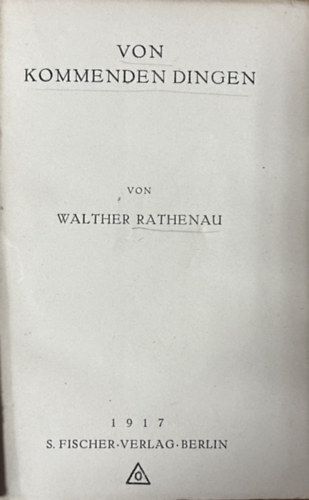 VON
KOMMENDEN DINGEN
VON
WALTHER RATHENAU
1917
S. FISCHER·VERLAG·BERLIN